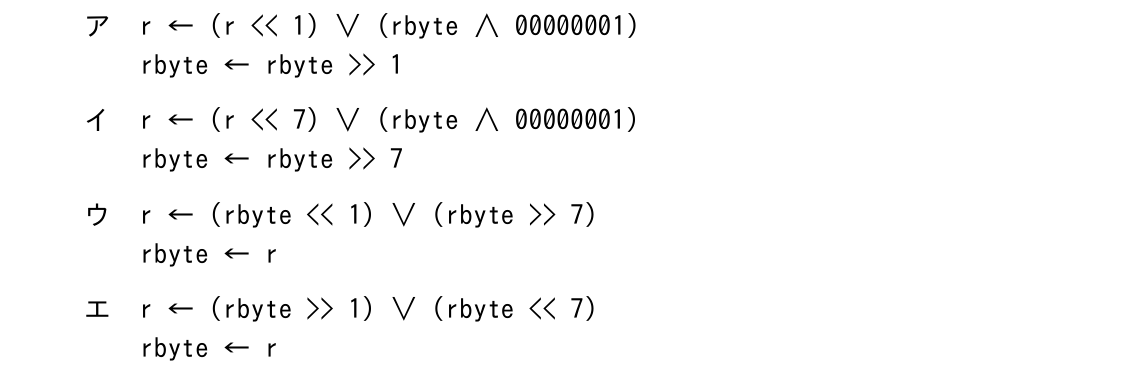 ア r ← (r << 1) ∨ (rbyte ∧ 00000001)
rbyte ← rbyte >> 1
イ r ← (r << 7) ∨ (rbyte ∧ 00000001)
rbyte ← rbyte >> 7
ウ r ← (rbyte << 1) ∨ (rbyte >> 7)
rbyte ← r
エ r ← (rbyte >> 1) ∨ (rbyte << 7)
rbyte ← r